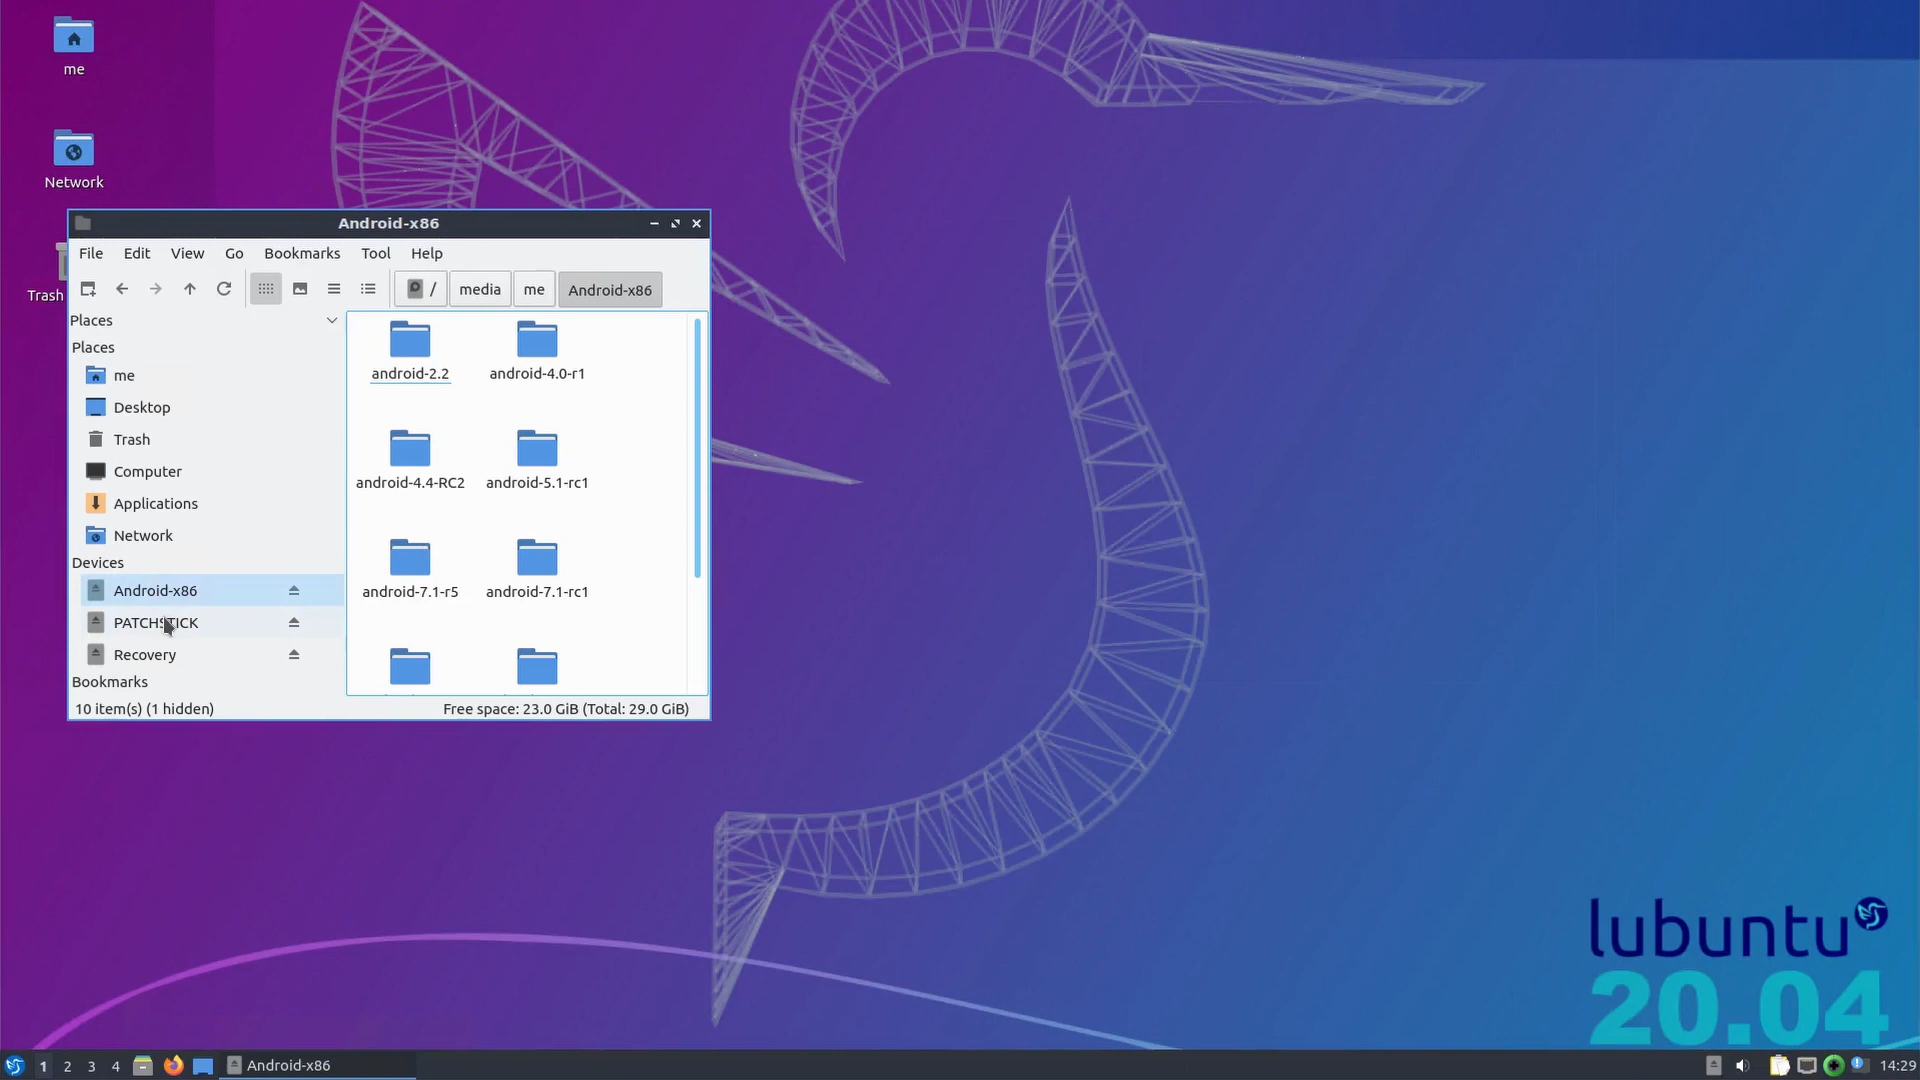 me
Network
Trash
Android-x86
File Edit View Go Bookmarks Tool Help
/ media me Android-x86
Places
Places
me
Desktop
Trash
Computer
Applications
Network
Devices
Android-x86
PATCHSTICK
Recovery
Bookmarks
android-2.2 android-4.0-r1
android-4.4-RC2 android-5.1-rc1
android-7.1-r5 android-7.1-rc1
10 item(s) (1 hidden) Free space: 23.0 GiB (Total: 29.0 GiB)
lubuntu
20.04
1 2 3 4 Android-x86 14:29